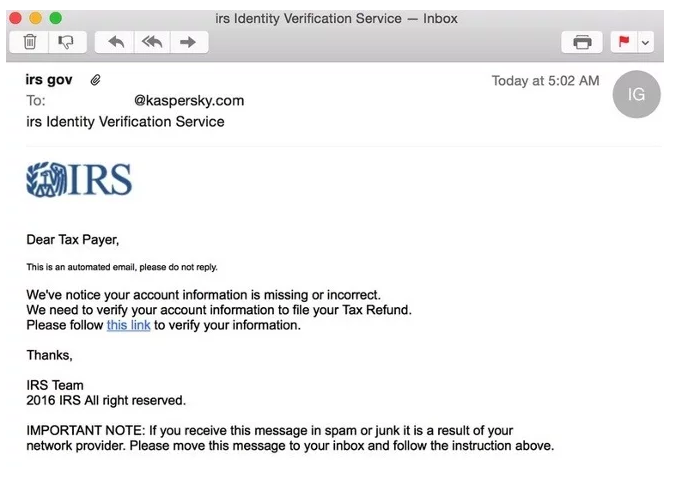 irs Identity Verification Service — Inbox
irs gov
Today at 5:02 AM
IG
To: @kaspersky.com
irs Identity Verification Service
IRS
Dear Tax Payer,
This is an automated email, please do not reply.
We've notice your account information is missing or incorrect.
We need to verify your account information to file your Tax Refund.
Please follow this link to verify your information.
Thanks,
IRS Team
2016 IRS All right reserved.
IMPORTANT NOTE: If you receive this message in spam or junk it is a result of your
network provider. Please move this message to your inbox and follow the instruction above.